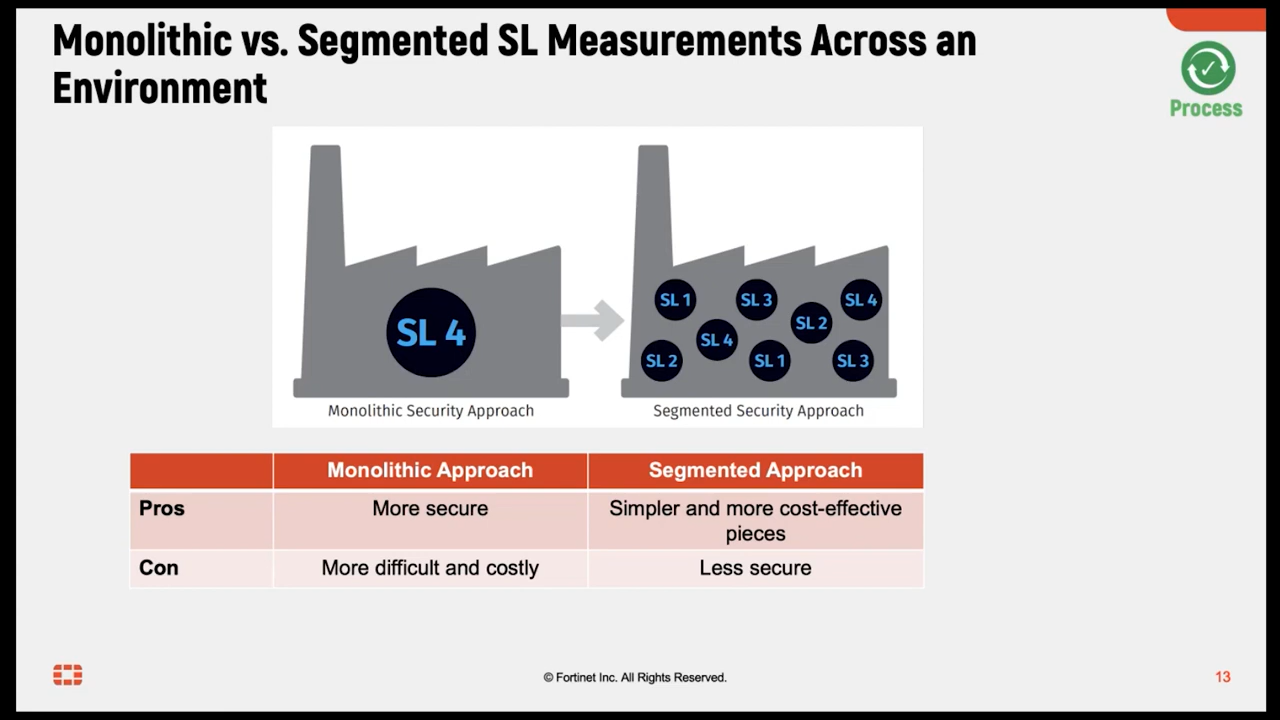 Monolithic vs. Segmented SL Measurements Across an
Environment
Process
SL 4
SL 1
SL 3
SL 4
SL 2
SL 4
SL 2
SL 1
SL 3
Monolithic Security Approach
Segmented Security Approach
Monolithic Approach
Segmented Approach
Pros
More secure
Simpler and more cost-effective
pieces
Con
More difficult and costly
Less secure
© Fortinet Inc. All Rights Reserved.
13